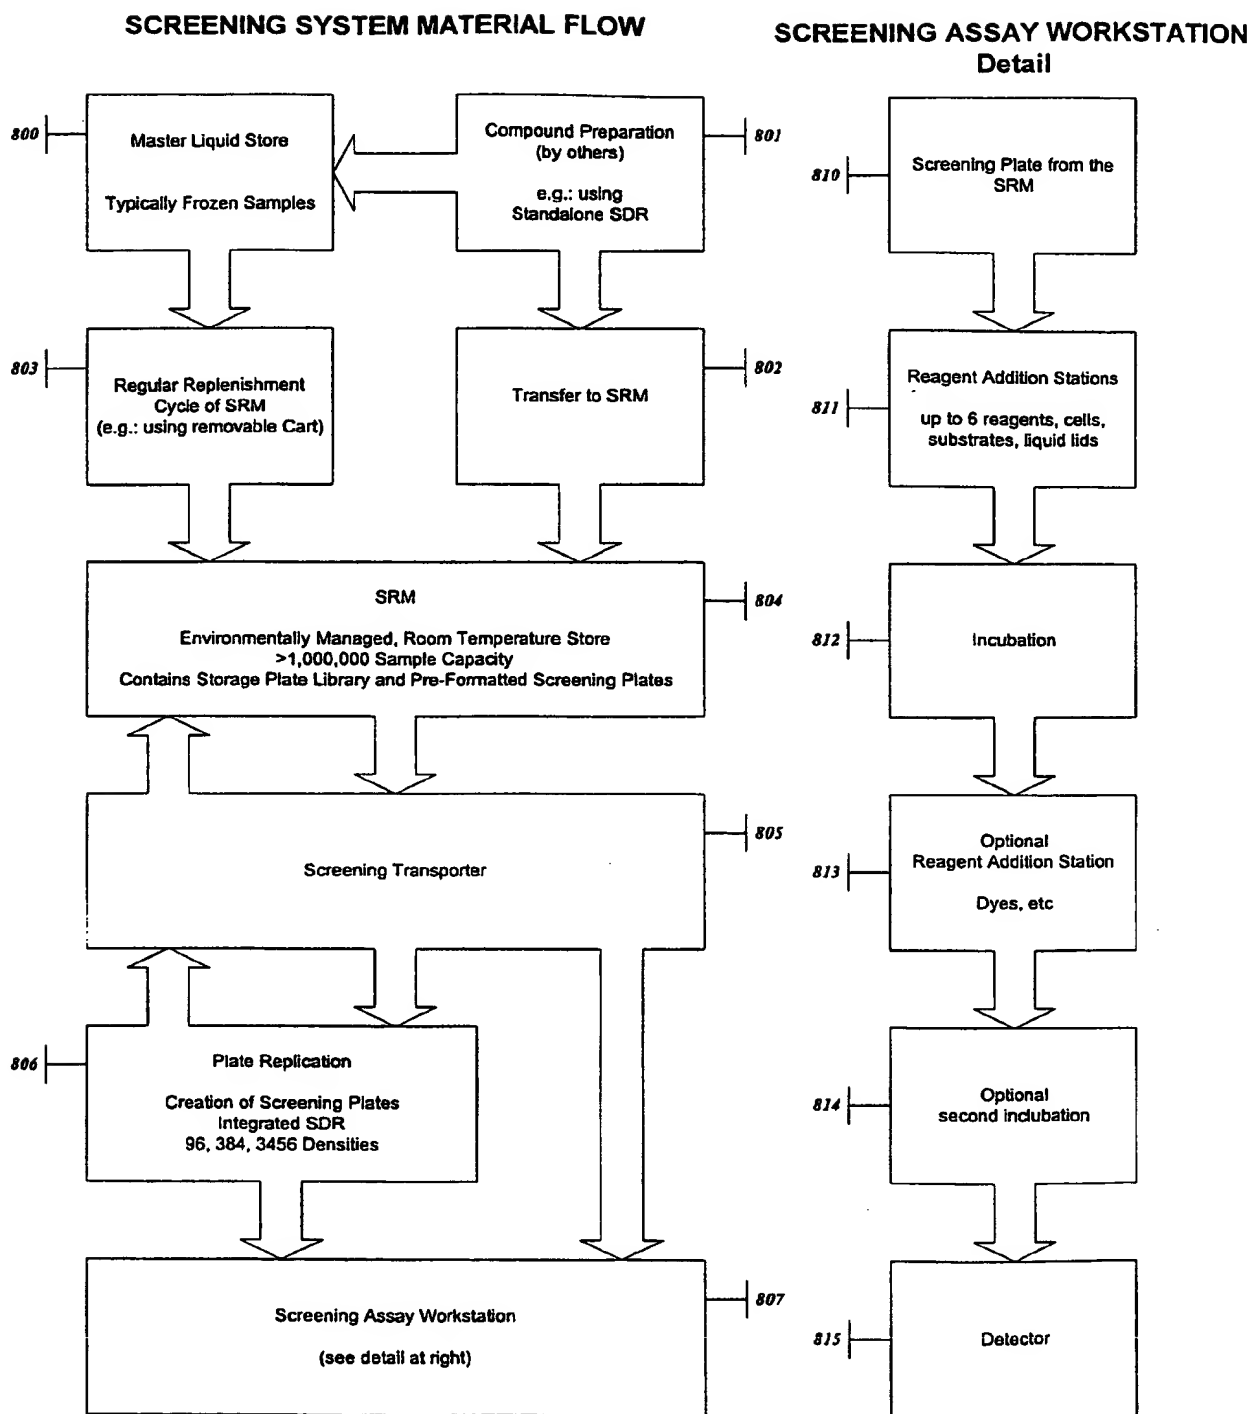 SCREENING SYSTEM MATERIAL FLOW
800
Master Liquid Store
Typically Frozen Samples
Compound Preparation
(by others)
e.g.: using
Standalone SDR
801
803
Regular Replenishment
Cycle of SRM
(e.g.: using removable Cart)
Transfer to SRM
802
SRM
Environmentally Managed, Room Temperature Store
>1,000,000 Sample Capacity
Contains Storage Plate Library and Pre-Formatted Screening Plates
804
Screening Transporter
805
806
Plate Replication
Creation of Screening Plates
Integrated SDR
96, 384, 3456 Densities
Screening Assay Workstation
(see detail at right)
807
SCREENING ASSAY WORKSTATION
Detail
810
Screening Plate from the
SRM
811
Reagent Addition Stations
up to 6 reagents, cells,
substrates, liquid lids
812
Incubation
813
Optional
Reagent Addition Station
Dyes, etc
814
Optional
second inclubation
815
Detector